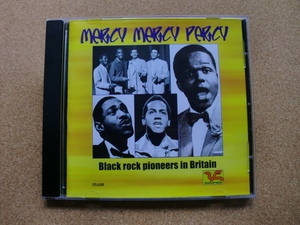 MERCY MERCY PERCY
Black rock pioneers in Britain